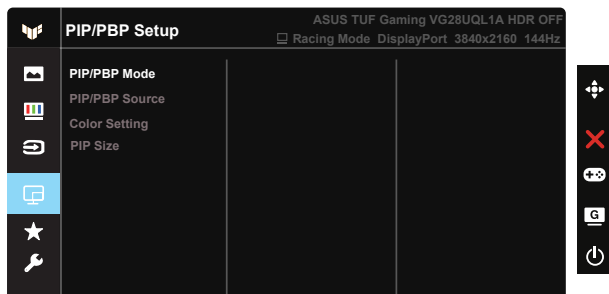 PIP/PBP Setup
ASUS TUF Gaming VG28UQL1A HDR OFF
Racing Mode DisplayPort 3840x2160 144Hz
PIP/PBP Mode
PIP/PBP Source
Color Setting
PIP Size
G